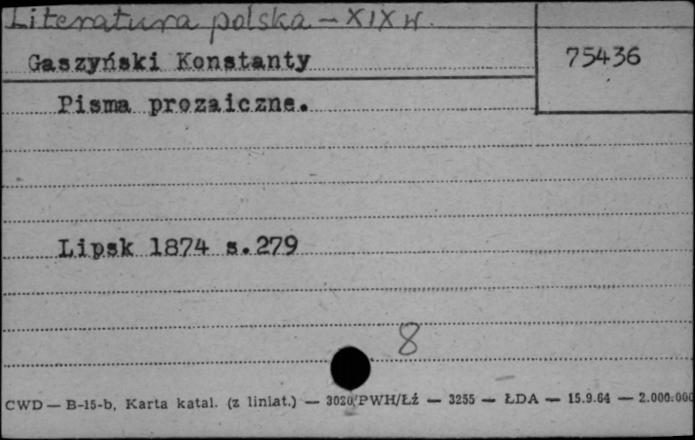 Literatura polska – XIX w.
Gaszyński Konstanty
75436
Pisma prozaiczne.
Lipsk 1874 s.279
8
CWD — B-15-b, Karta katal. (z liniat.) — 3020/PWH/Łź — 3255 — ŁDA — 15.9.64 — 2.000.000